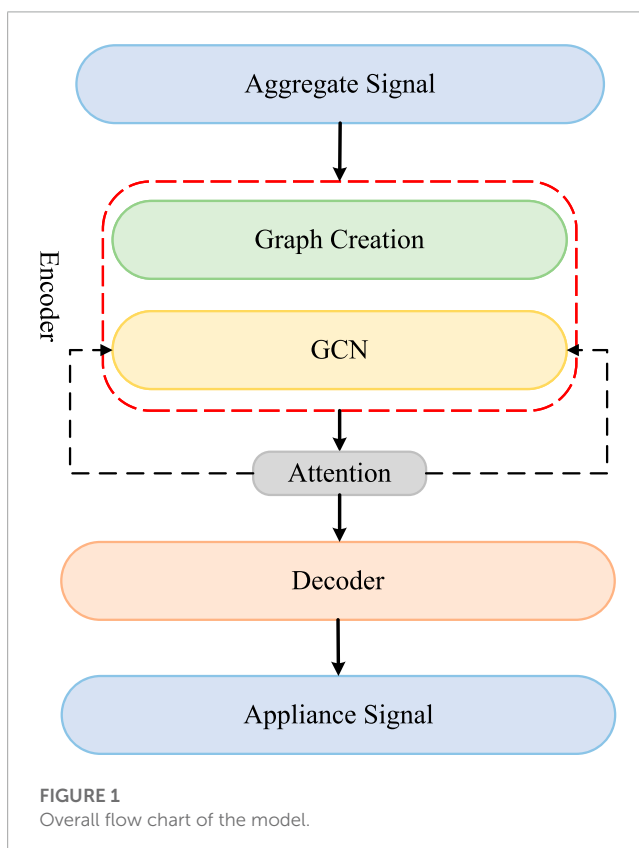 Aggregate Signal
Graph Creation
Encoder
GCN
Attention
Decoder
Appliance Signal
FIGURE 1
Overall flow chart of the model.